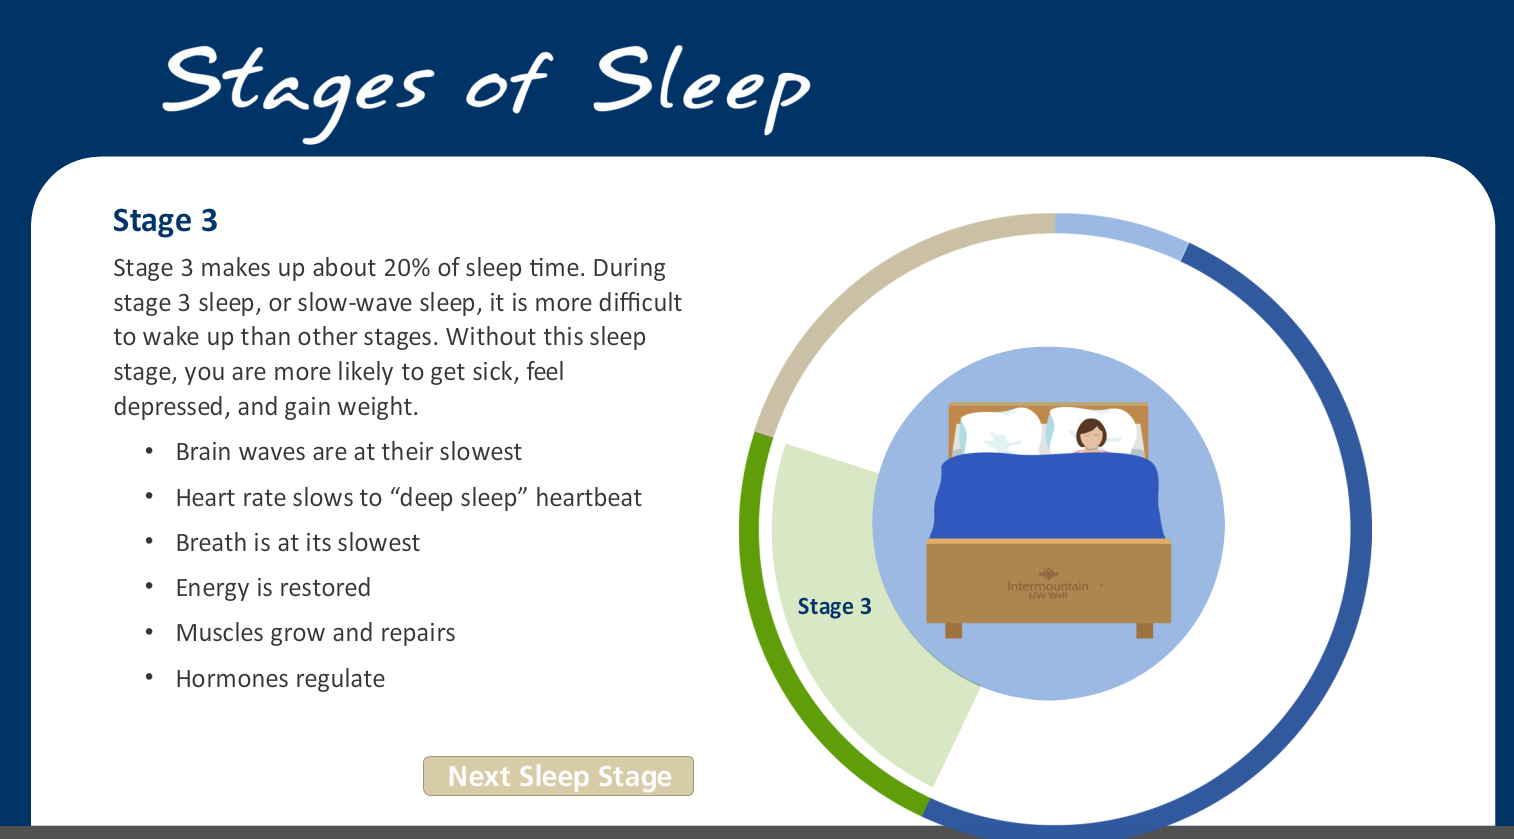 Stages of Sleep
Stage 3
Stage 3 makes up about 20% of sleep time. During
stage 3 sleep, or slow-wave sleep, it is more difficult
to wake up than other stages. Without this sleep
stage, you are more likely to get sick, feel
depressed, and gain weight.
• Brain waves are at their slowest
• Heart rate slows to “deep sleep” heartbeat
• Breath is at its slowest
• Energy is restored
• Muscles grow and repairs
• Hormones regulate
Next Sleep Stage
Stage 3
Intermountain
LiVe Well